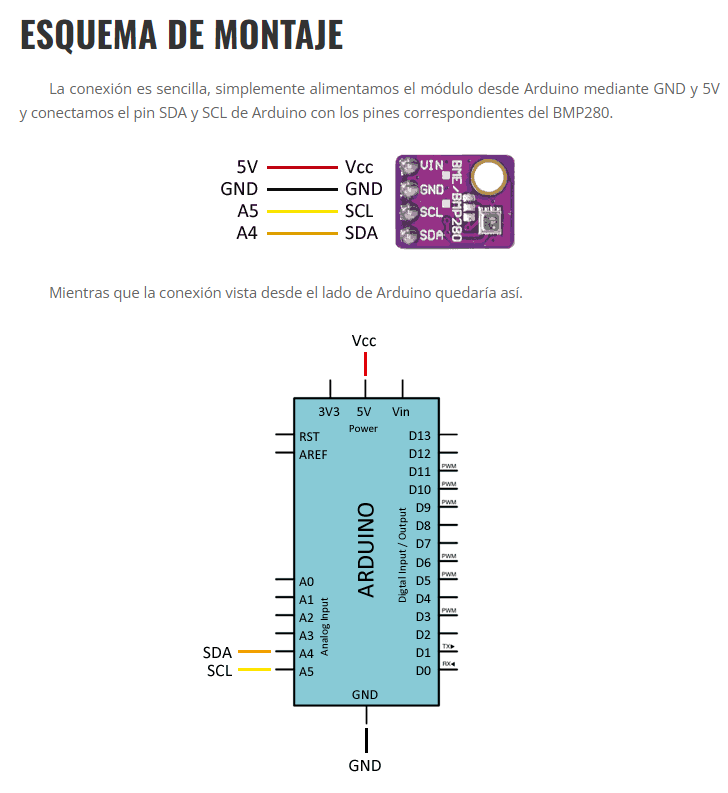 ESQUEMA DE MONTAJE
La conexión es sencilla, simplemente alimentamos el módulo desde Arduino mediante GND y 5V
y conectamos el pin SDA y SCL de Arduino con los pines correspondientes del BMP280.
5V Vcc
GND GND
A5 SCL
A4 SDA
VIN
GND
SCL
SDA
BME/BMP280
Mientras que la conexión vista desde el lado de Arduino quedaría así.
Vcc
3V3 5V Vin
Power
RST
AREF
A0
A1
A2
A3
SDA A4
SCL A5
Analog Input
ARDUINO
Digtal Input / Output
D13
D12
D11 PWM
D10 PWM
D9 PWM
D8
D7
D6 PWM
D5 PWM
D4
D3 PWM
D2
D1 TX▶
D0 RX◀
GND
GND